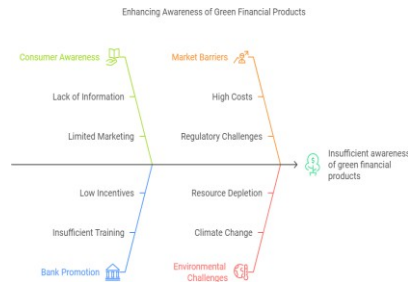 Enhancing Awareness of Green Financial Products
Consumer Awareness
Market Barriers
Lack of Information
High Costs
Limited Marketing
Regulatory Challenges
Insufficient awareness
of green financial
products
Low Incentives
Resource Depletion
Insufficient Training
Climate Change
Bank Promotion
Environmental
Challenges